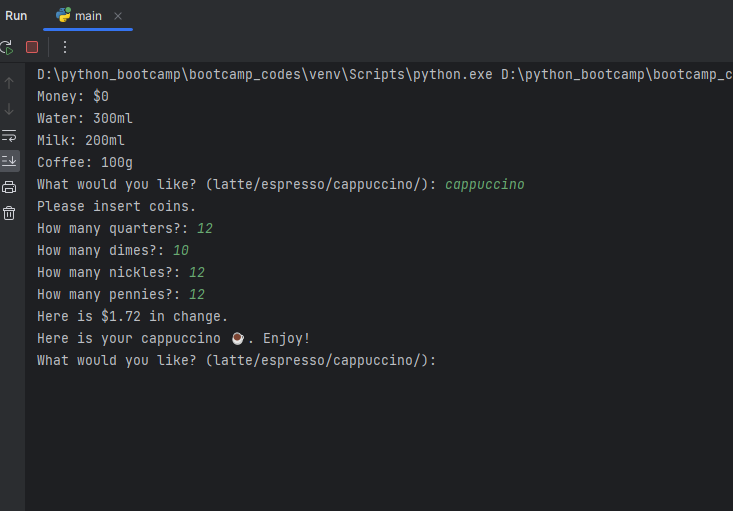 Run main
D:\python_bootcamp\bootcamp_codes\venv\Scripts\python.exe D:\python_bootcamp\bootcamp_c
Money: $0
Water: 300ml
Milk: 200ml
Coffee: 100g
What would you like? (latte/espresso/cappuccino/): cappuccino
Please insert coins.
How many quarters?: 12
How many dimes?: 10
How many nickles?: 12
How many pennies?: 12
Here is $1.72 in change.
Here is your cappuccino ☕. Enjoy!
What would you like? (latte/espresso/cappuccino/):